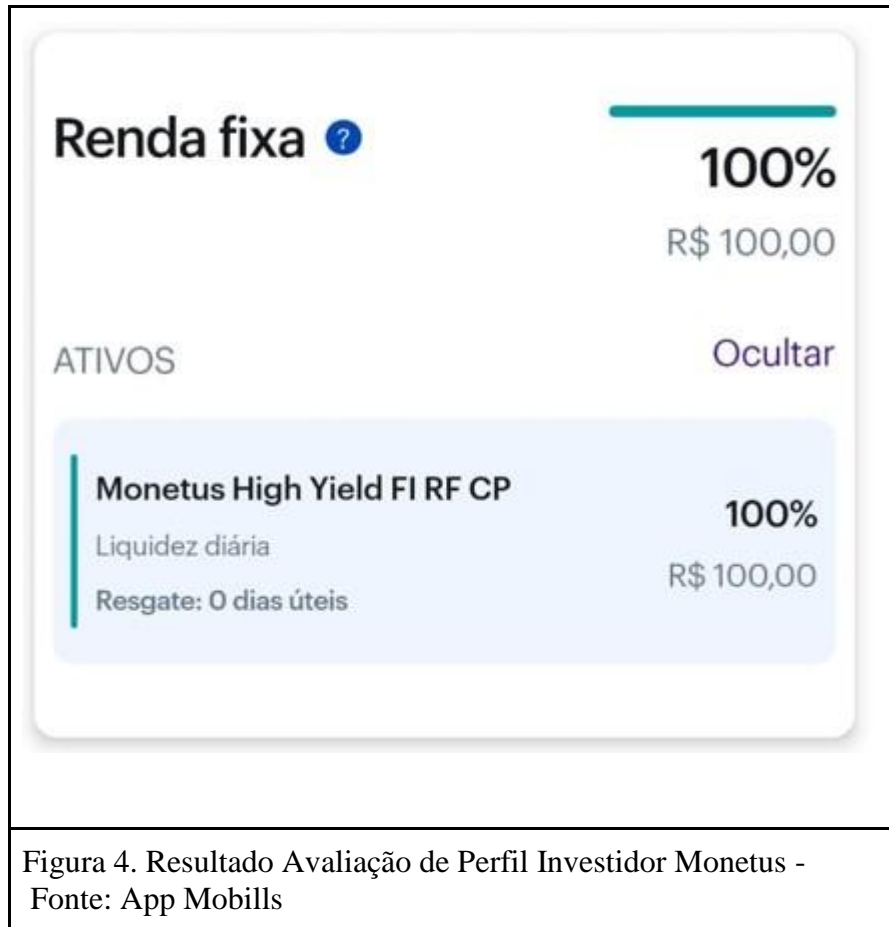 Renda fixa ?
100%
R$ 100,00
ATIVOS
Ocultar
Monetus High Yield FI RF CP
100%
Liquidez diária
R$ 100,00
Resgate: 0 dias úteis
Figura 4. Resultado Avaliação de Perfil Investidor Monetus -
Fonte: App Mobills